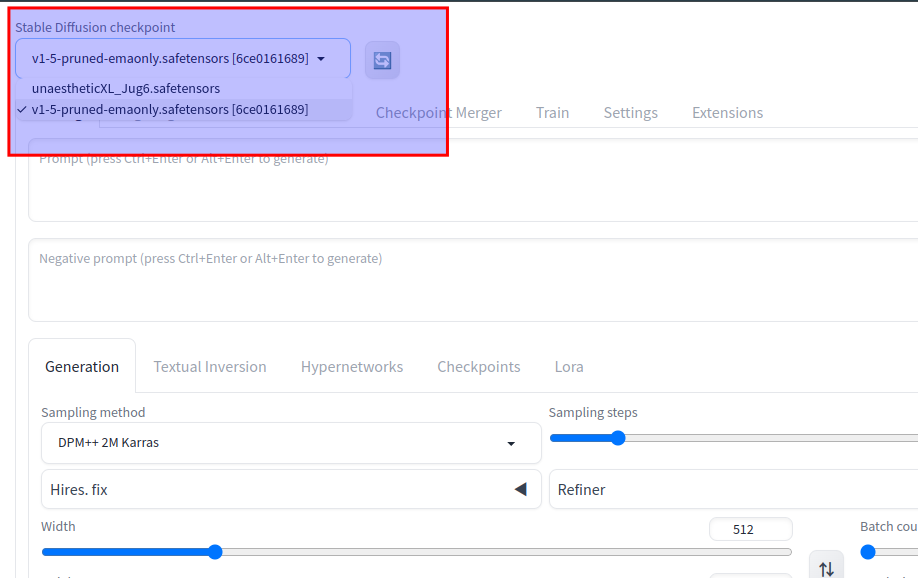 Stable Diffusion checkpoint
v1-5-pruned-emaonly.safetensors [6ce0161689]
unaestheticXL_Jug6.safetensors
✓ v1-5-pruned-emaonly.safetensors [6ce0161689]
Checkpoint Merger Train Settings Extensions
Prompt (press Ctrl+Enter or Alt+Enter to generate)
Negative prompt (press Ctrl+Enter or Alt+Enter to generate)
Generation Textual Inversion Hypernetworks Checkpoints Lora
Sampling method Sampling steps
DPM++ 2M Karras
Hires. fix Refiner
Width 512 Batch cou